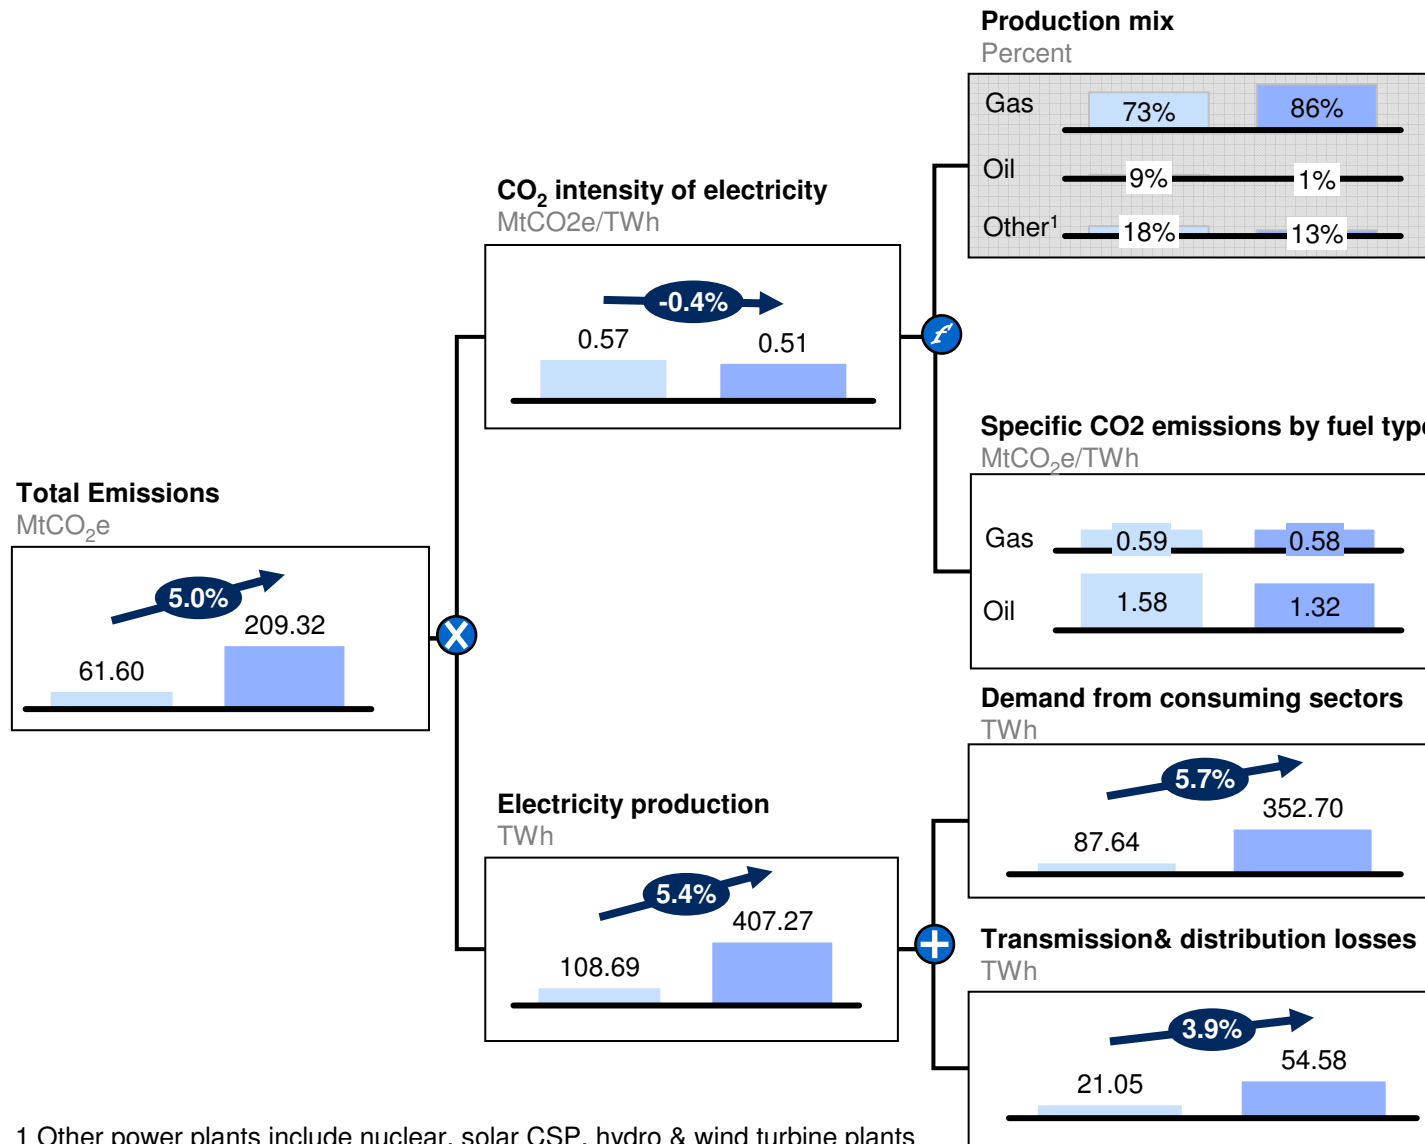 Production mix
Percent
Gas 73% 86%
Oil 9% 1%
Other1 18% 13%
CO2 intensity of electricity
MtCO2e/TWh
-0.4%
0.57 0.51
f
Specific CO2 emissions by fuel type
MtCO2e/TWh
Gas 0.59 0.58
Oil 1.58 1.32
Total Emissions
MtCO2e
5.0%
61.60 209.32
X
Demand from consuming sectors
TWh
5.7%
87.64 352.70
Electricity production
TWh
5.4%
108.69 407.27
+
Transmission& distribution losses
TWh
3.9%
21.05 54.58
1 Other power plants include nuclear, solar CSP, hydro & wind turbine plants